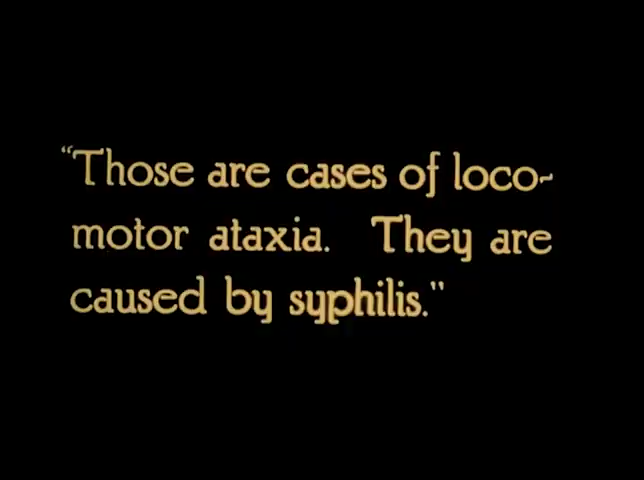 “Those are cases of loco-
motor ataxia. They are
caused by syphilis."